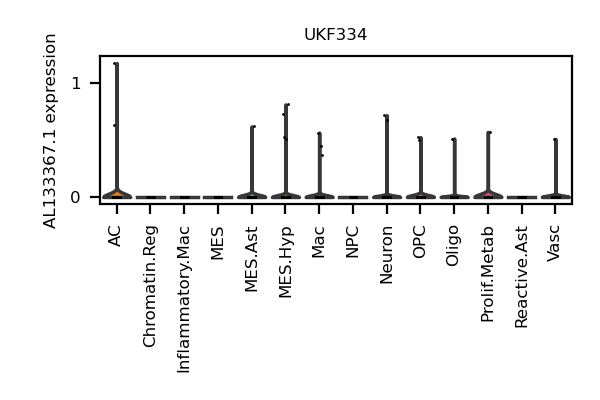 UKF334
AL133367.1 expression
1
0
AC
Chromatin.Reg
Inflammatory.Mac
MES
MES.Ast
MES.Hyp
Mac
NPC
Neuron
OPC
Oligo
Prolif.Metab
Reactive.Ast
Vasc